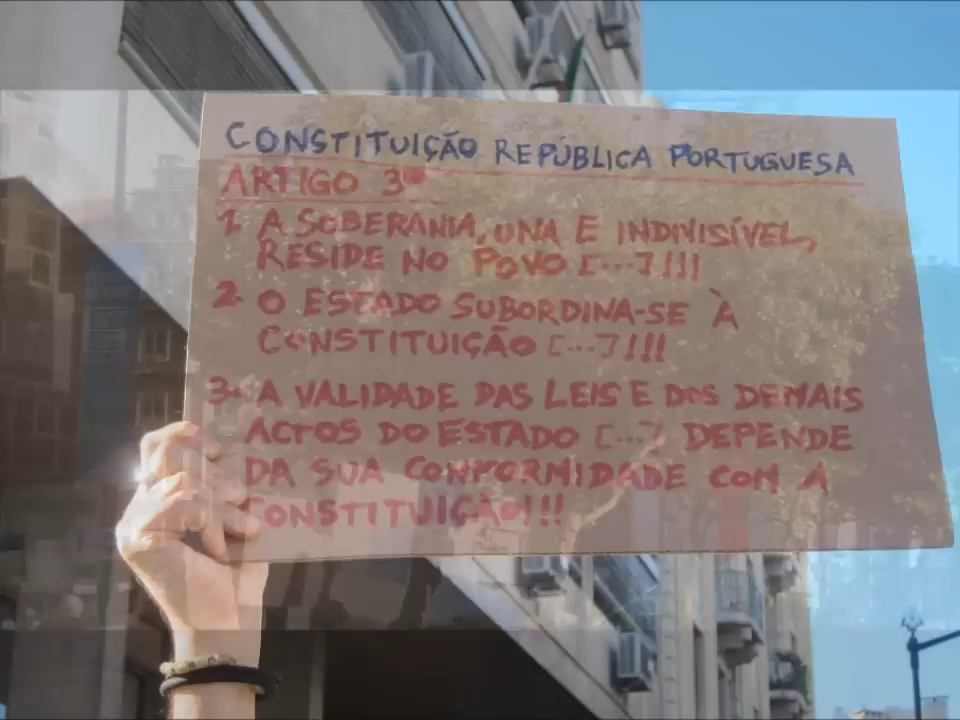 CONSTITUIÇÃO REPÚBLICA PORTUGUESA
ARTIGO 3º
1. A SOBERANIA, UNA E INDIVISÍVEL,
RESIDE NO POVO [...]!!!
2. O ESTADO SUBORDINA-SE À
CONSTITUIÇÃO [...]!!!
3. A VALIDADE DAS LEIS E DOS DEMAIS
ACTOS DO ESTADO [...] DEPENDE
DA SUA CONFORMIDADE COM A
CONSTITUIÇÃO!!!